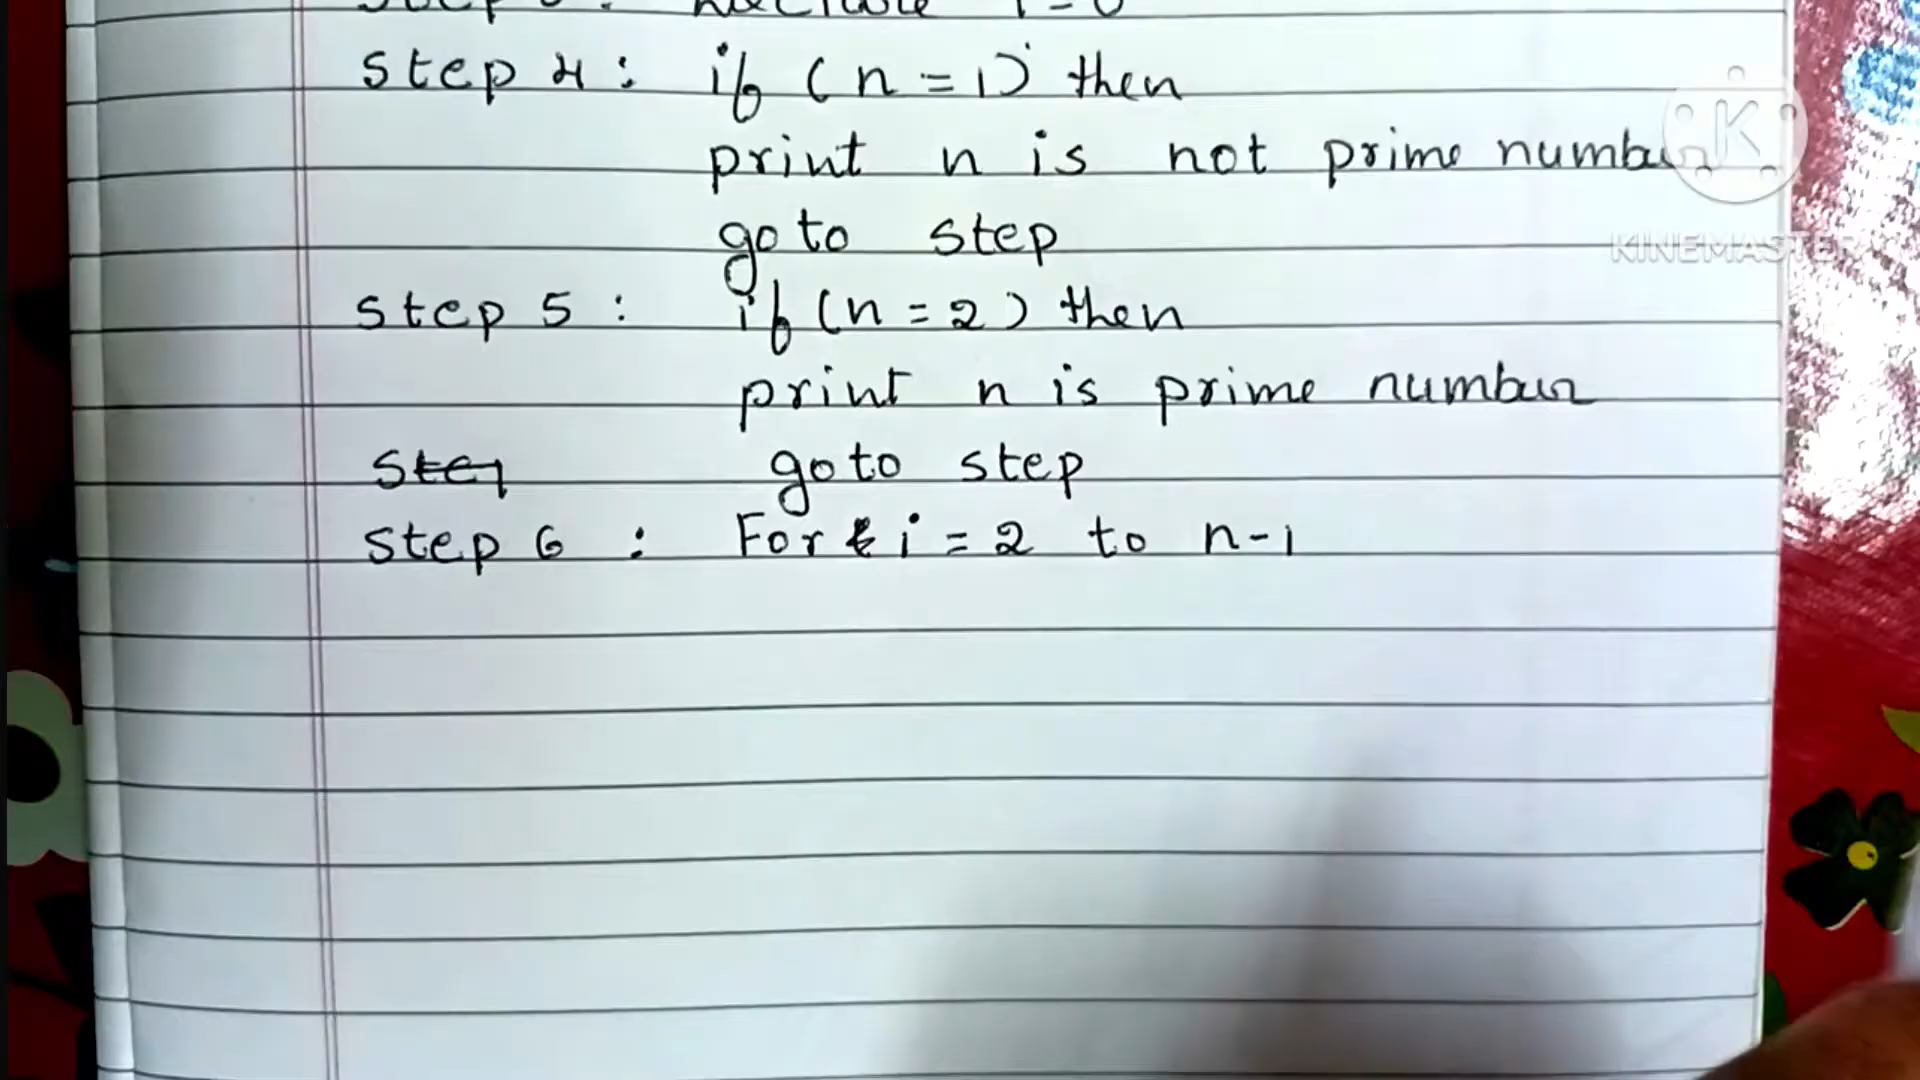 step 4 : if (n = 1) then
print n is not prime number
goto step
step 5 : if (n = 2) then
print n is prime number
goto step
step 6 : For i = 2 to n-1
K
KINEMASTER